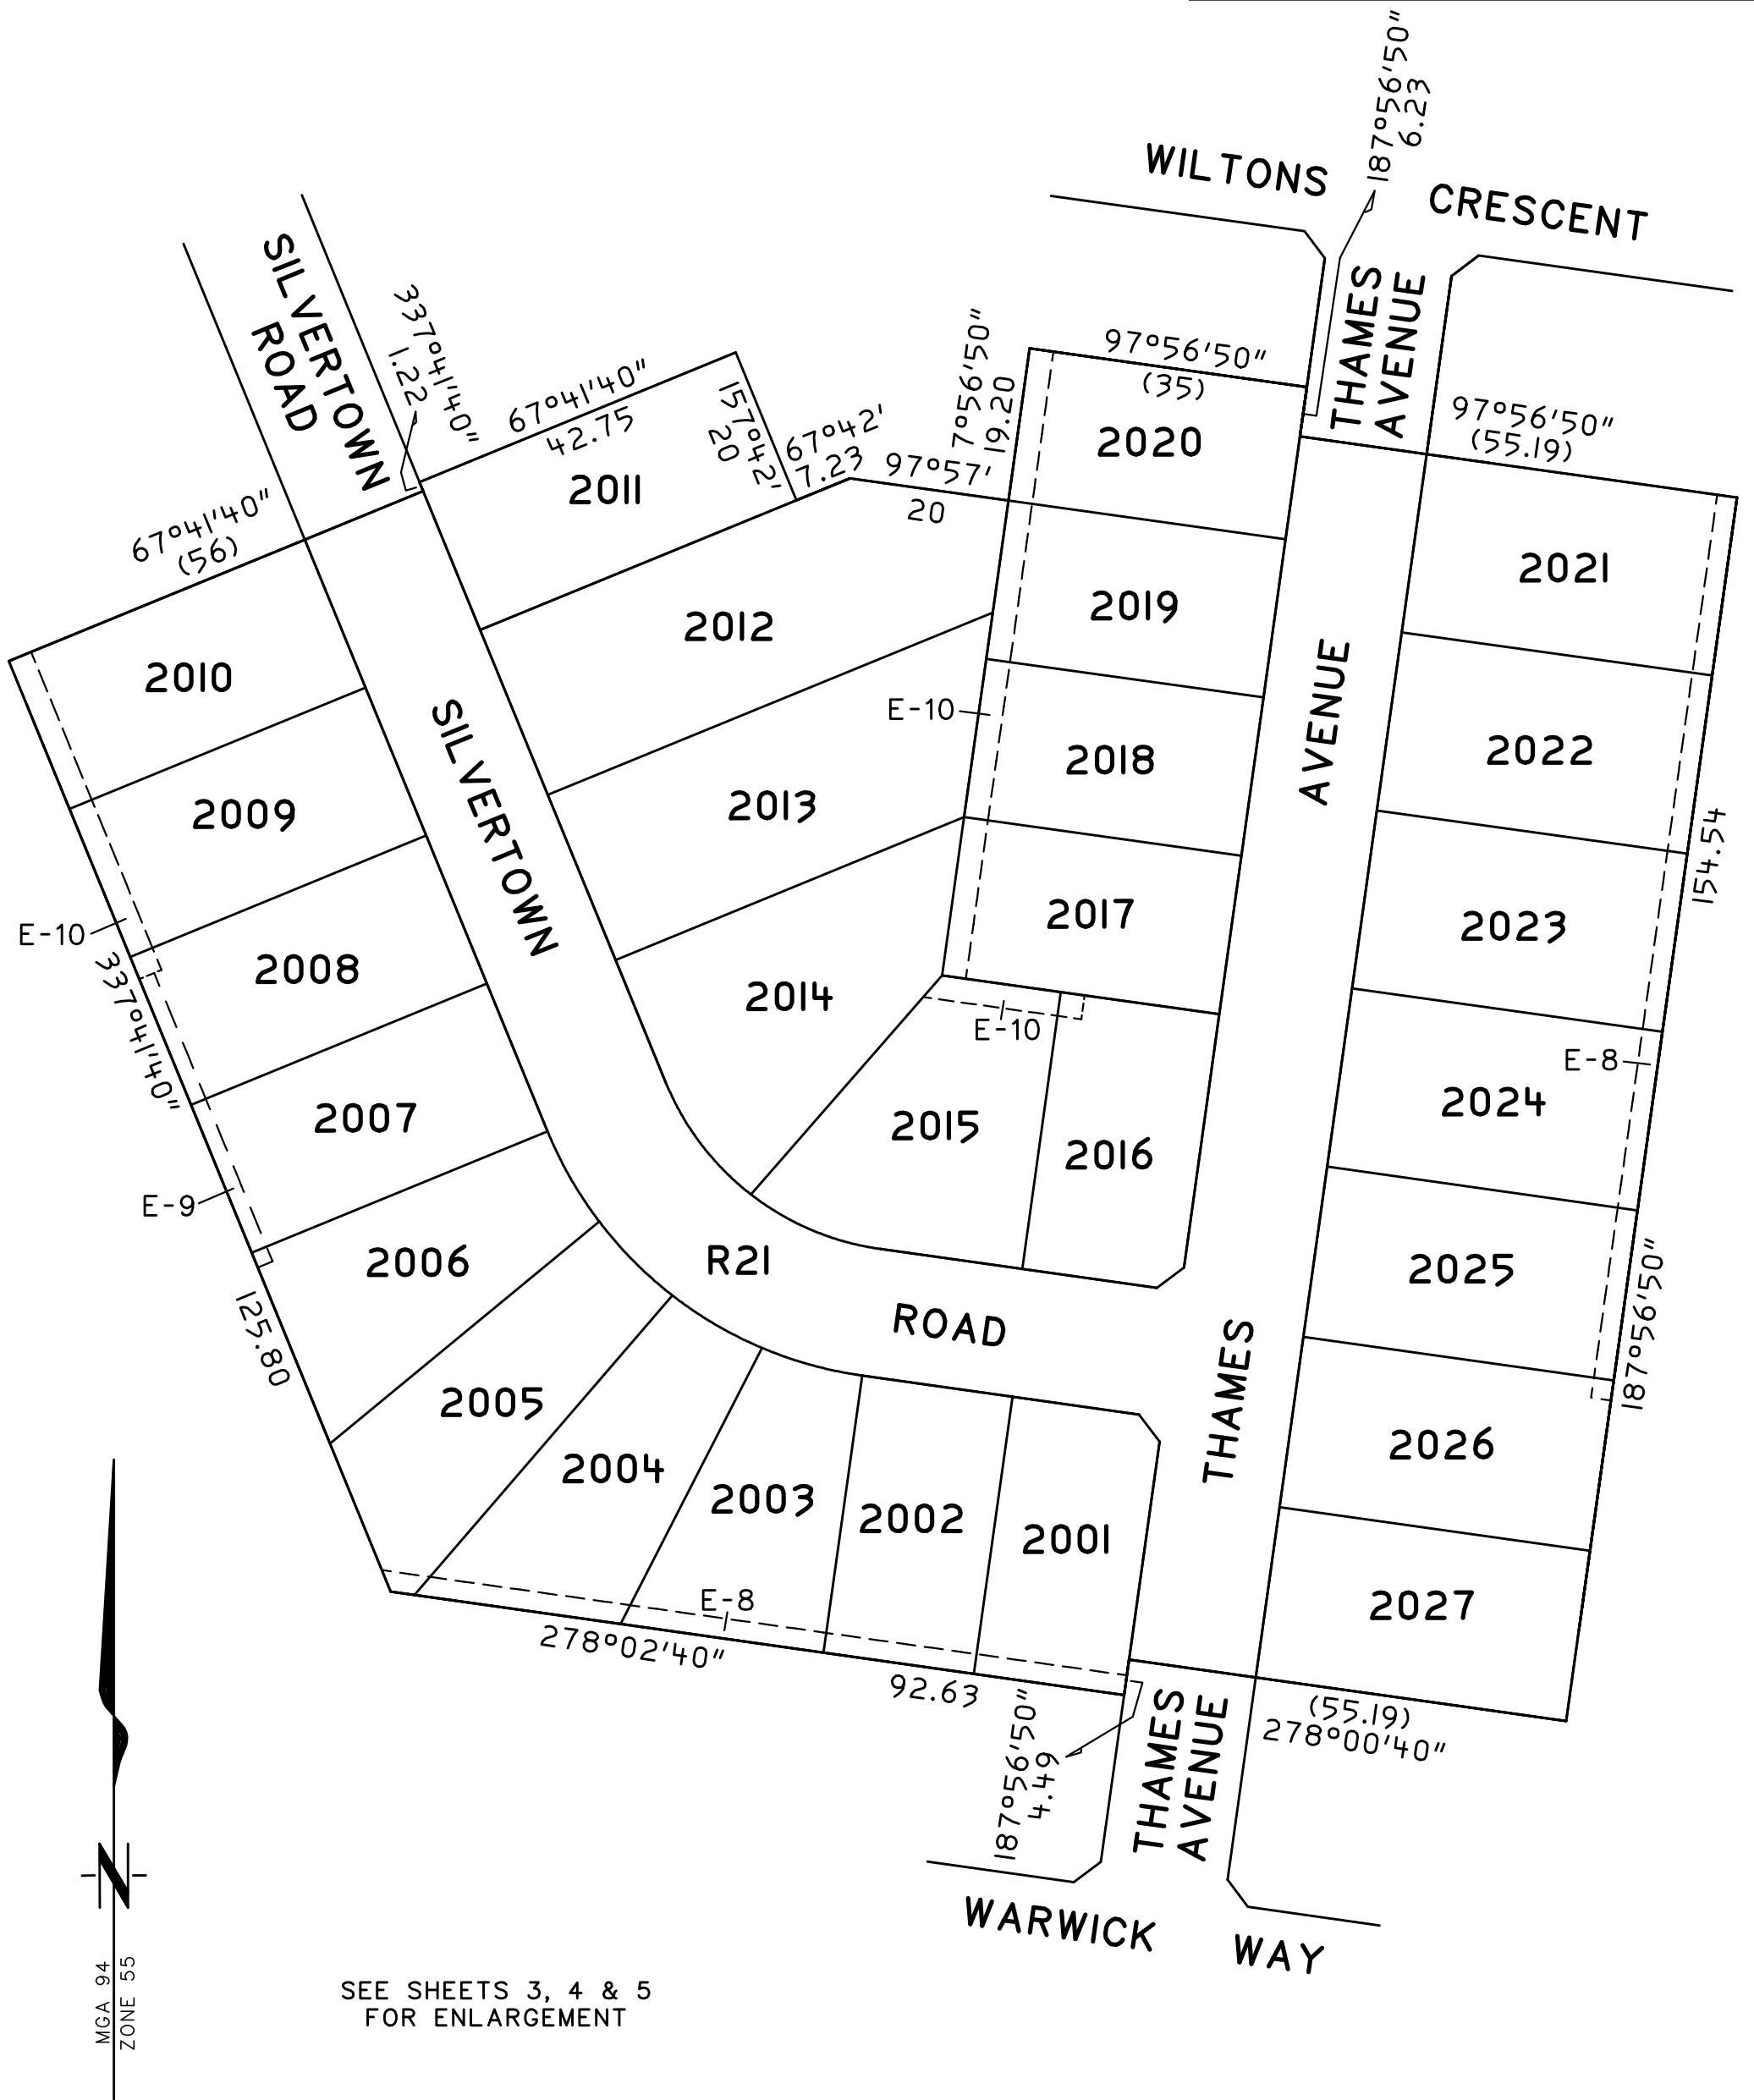 187°56'50"
6.23
WILTONS
CRESCENT
THAMES
AVENUE
SILVERTOWN
ROAD
337°41'40"
1.22
67°41'40"
42.75
157°42'
20
67°42'
7.23
97°57'
20
7°56'50"
19.20
97°56'50"
(35)
97°56'50"
(55.19)
67°41'40"
(56)
2011
2020
2021
2012
2019
2010
2022
2018
E-10
2013
2009
SILVERTOWN
AVENUE
154.54
2017
2023
E-10
2008
2014
E-10
E-8
337°41'40"
2024
2007
2015
2016
E-9
2006
R21
2025
187°56'50"
125.80
ROAD
THAMES
2005
2004
2003
2002
2001
2026
E-8
2027
278°02'40"
92.63
187°56'50"
4.49
THAMES
AVENUE
(55.19)
278°00'40"
WARWICK
WAY
N
MGA 94
ZONE 55
SEE SHEETS 3, 4 & 5
FOR ENLARGEMENT